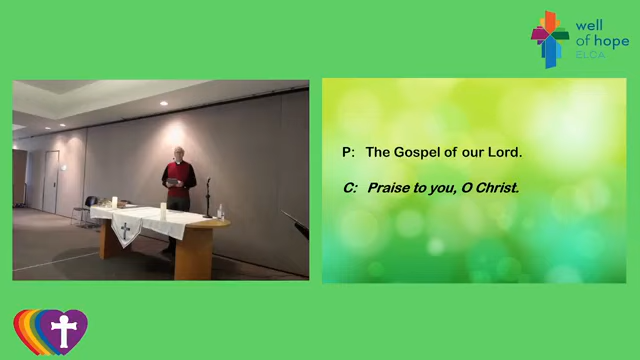 well
of hope
ELCA
P: The Gospel of our Lord.
C: Praise to you, O Christ.